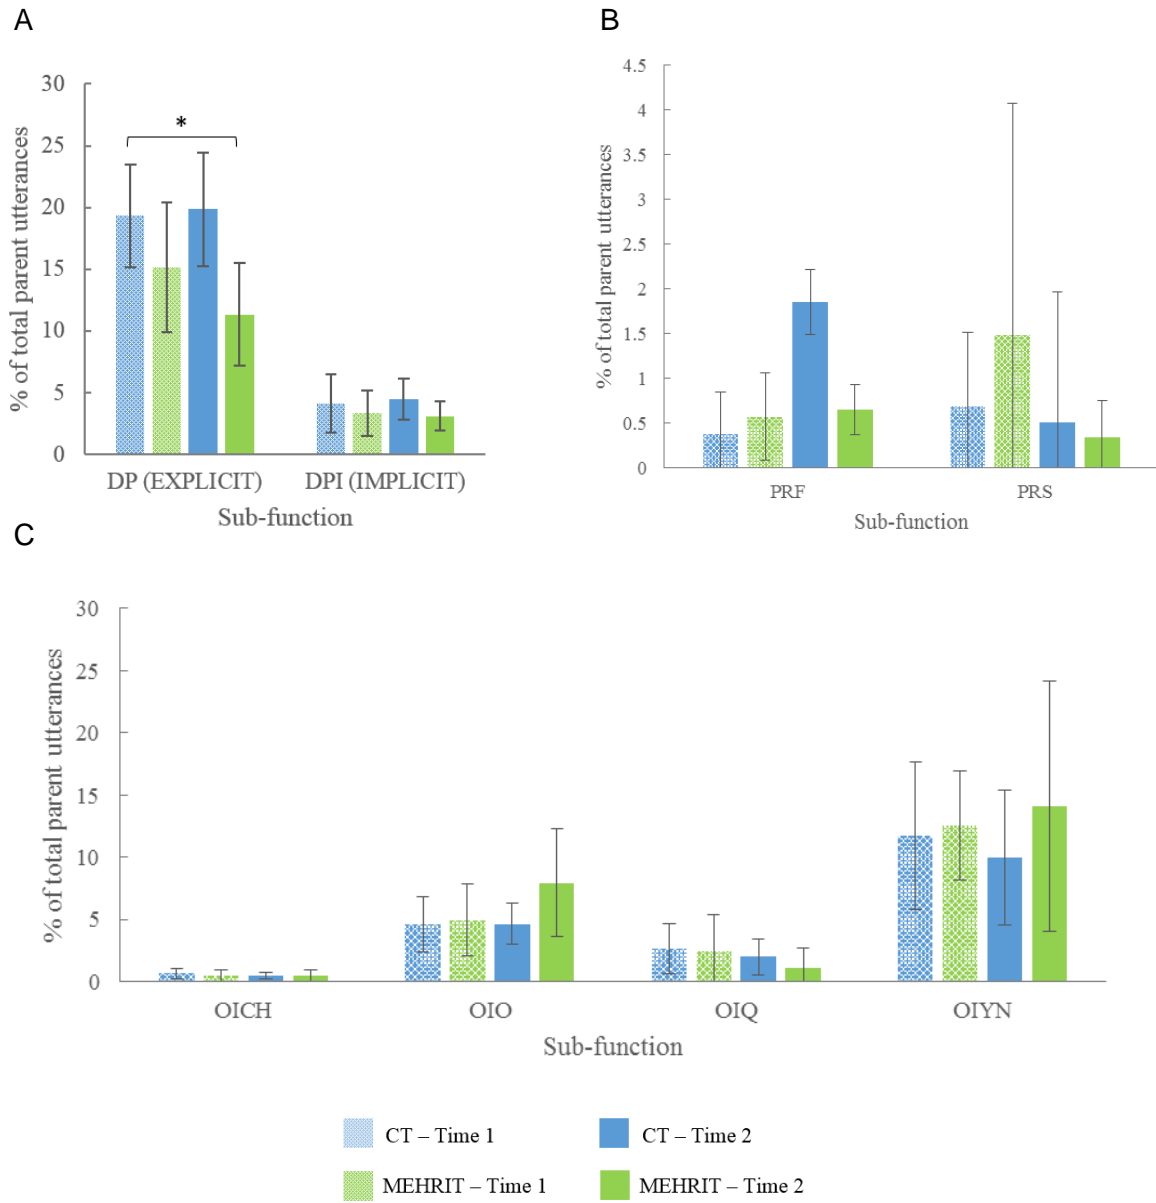 A
% of total parent utterances
30
25
20
15
10
5
0
*
DP (EXPLICIT) DPI (IMPLICIT)
Sub-function
B
% of total parent utterances
4.5
4
3.5
3
2.5
2
1.5
1
0.5
0
PRF PRS
Sub-function
C
% of total parent utterances
30
25
20
15
10
5
0
OICH OIO OIQ OIYN
Sub-function
CT – Time 1 CT – Time 2
MEHRIT – Time 1 MEHRIT – Time 2